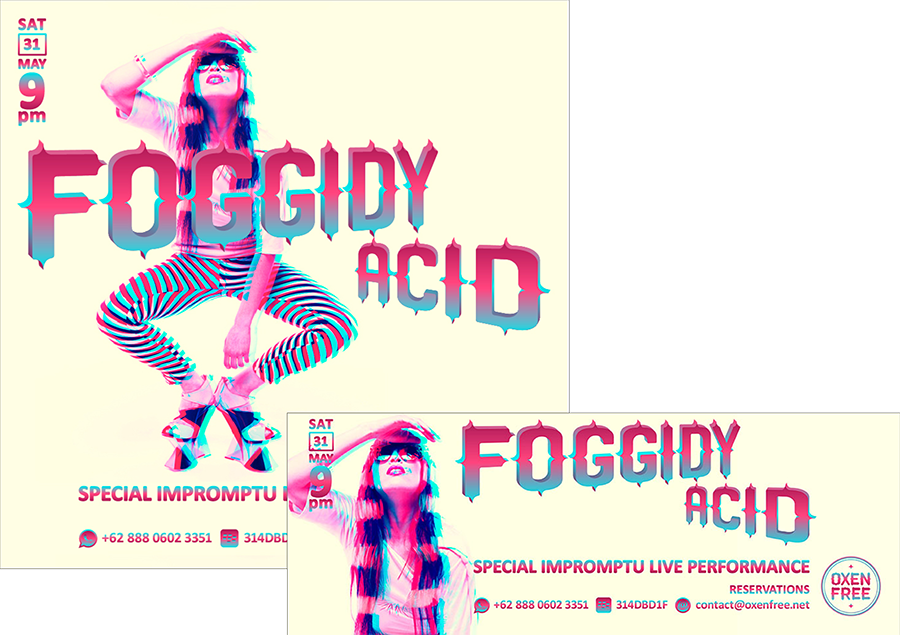 SAT
31
MAY
9
pm
FOGGIDY
ACID
SPECIAL IMPROMPTU
+62 888 0602 3351 314DBD
SAT
31
MAY
9
pm
FOGGIDY
ACID
SPECIAL IMPROMPTU LIVE PERFORMANCE
RESERVATIONS
+62 888 0602 3351 314DBD1F contact@oxenfree.net
OXEN
FREE